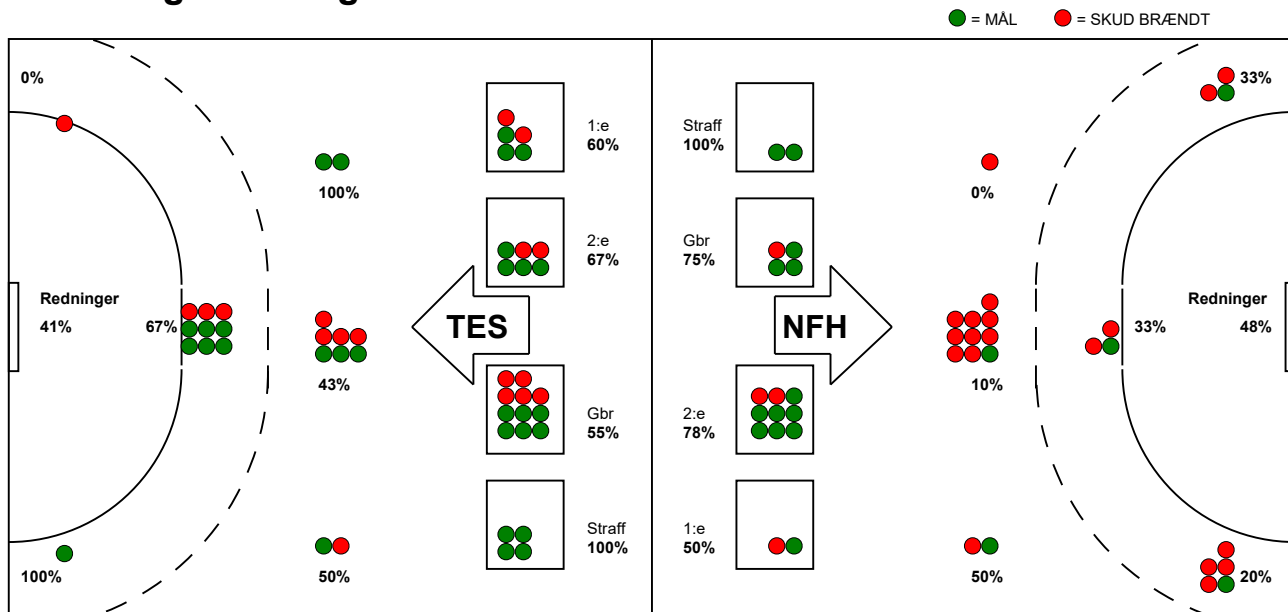 = MÅL
= SKUD BRÆNDT
0%
33%
1:e
60%
Straff
100%
100%
0%
2:e
67%
Gbr
75%
Redninger
41%
67%
TES
NFH
33%
Redninger
48%
43%
10%
Gbr
55%
2:e
78%
Straff
100%
1:e
50%
100%
50%
50%
20%